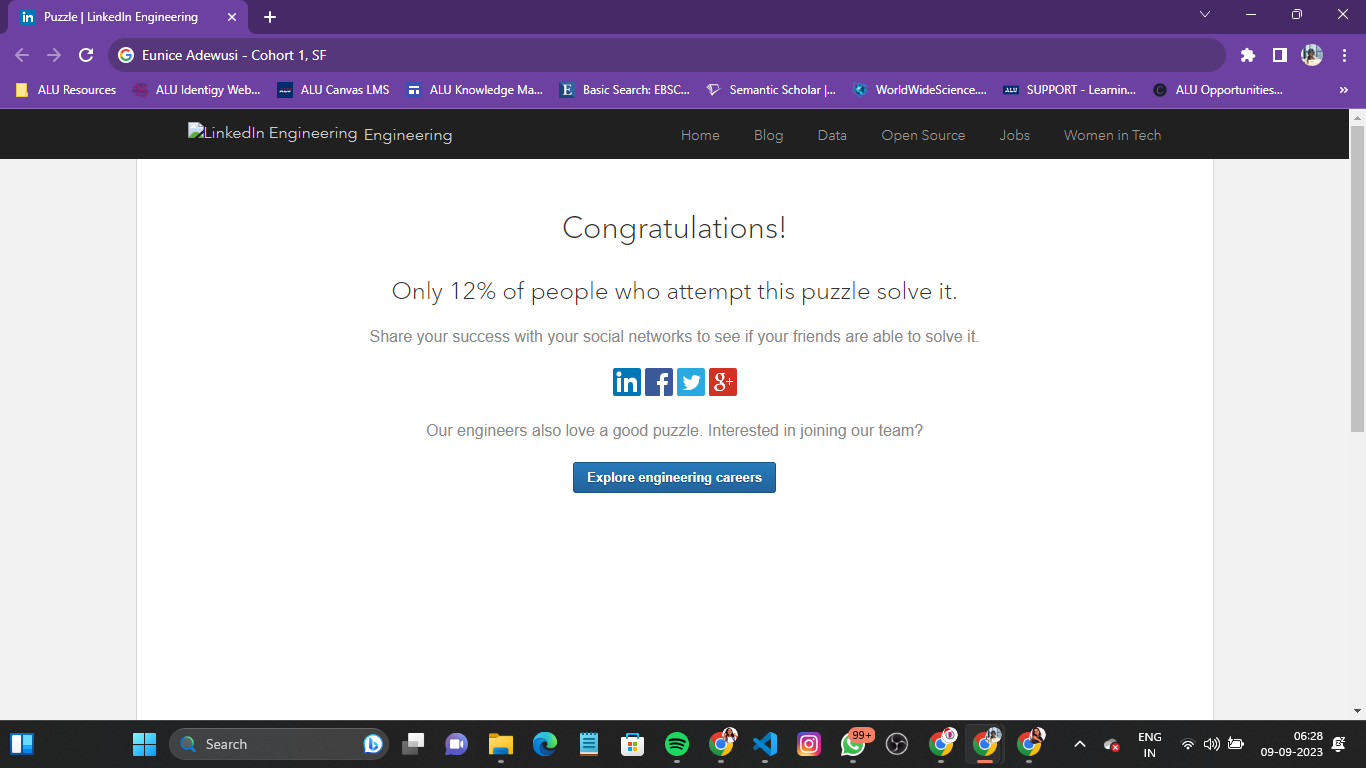 Puzzle | LinkedIn Engineering
Eunice Adewusi - Cohort 1, SF
ALU Resources
ALU Identigy Web...
ALU Canvas LMS
ALU Knowledge Ma...
E
Basic Search: EBSC...
Semantic Scholar |...
WorldWideScience....
ALU
SUPPORT - Learnin...
ALU Opportunities...
LinkedIn Engineering Engineering
Home
Blog
Data
Open Source
Jobs
Women in Tech
Congratulations!
Only 12% of people who attempt this puzzle solve it.
Share your success with your social networks to see if your friends are able to solve it.
in f g+
Our engineers also love a good puzzle. Interested in joining our team?
Explore engineering careers
Search
99+
ENG
IN
06:28
09-09-2023